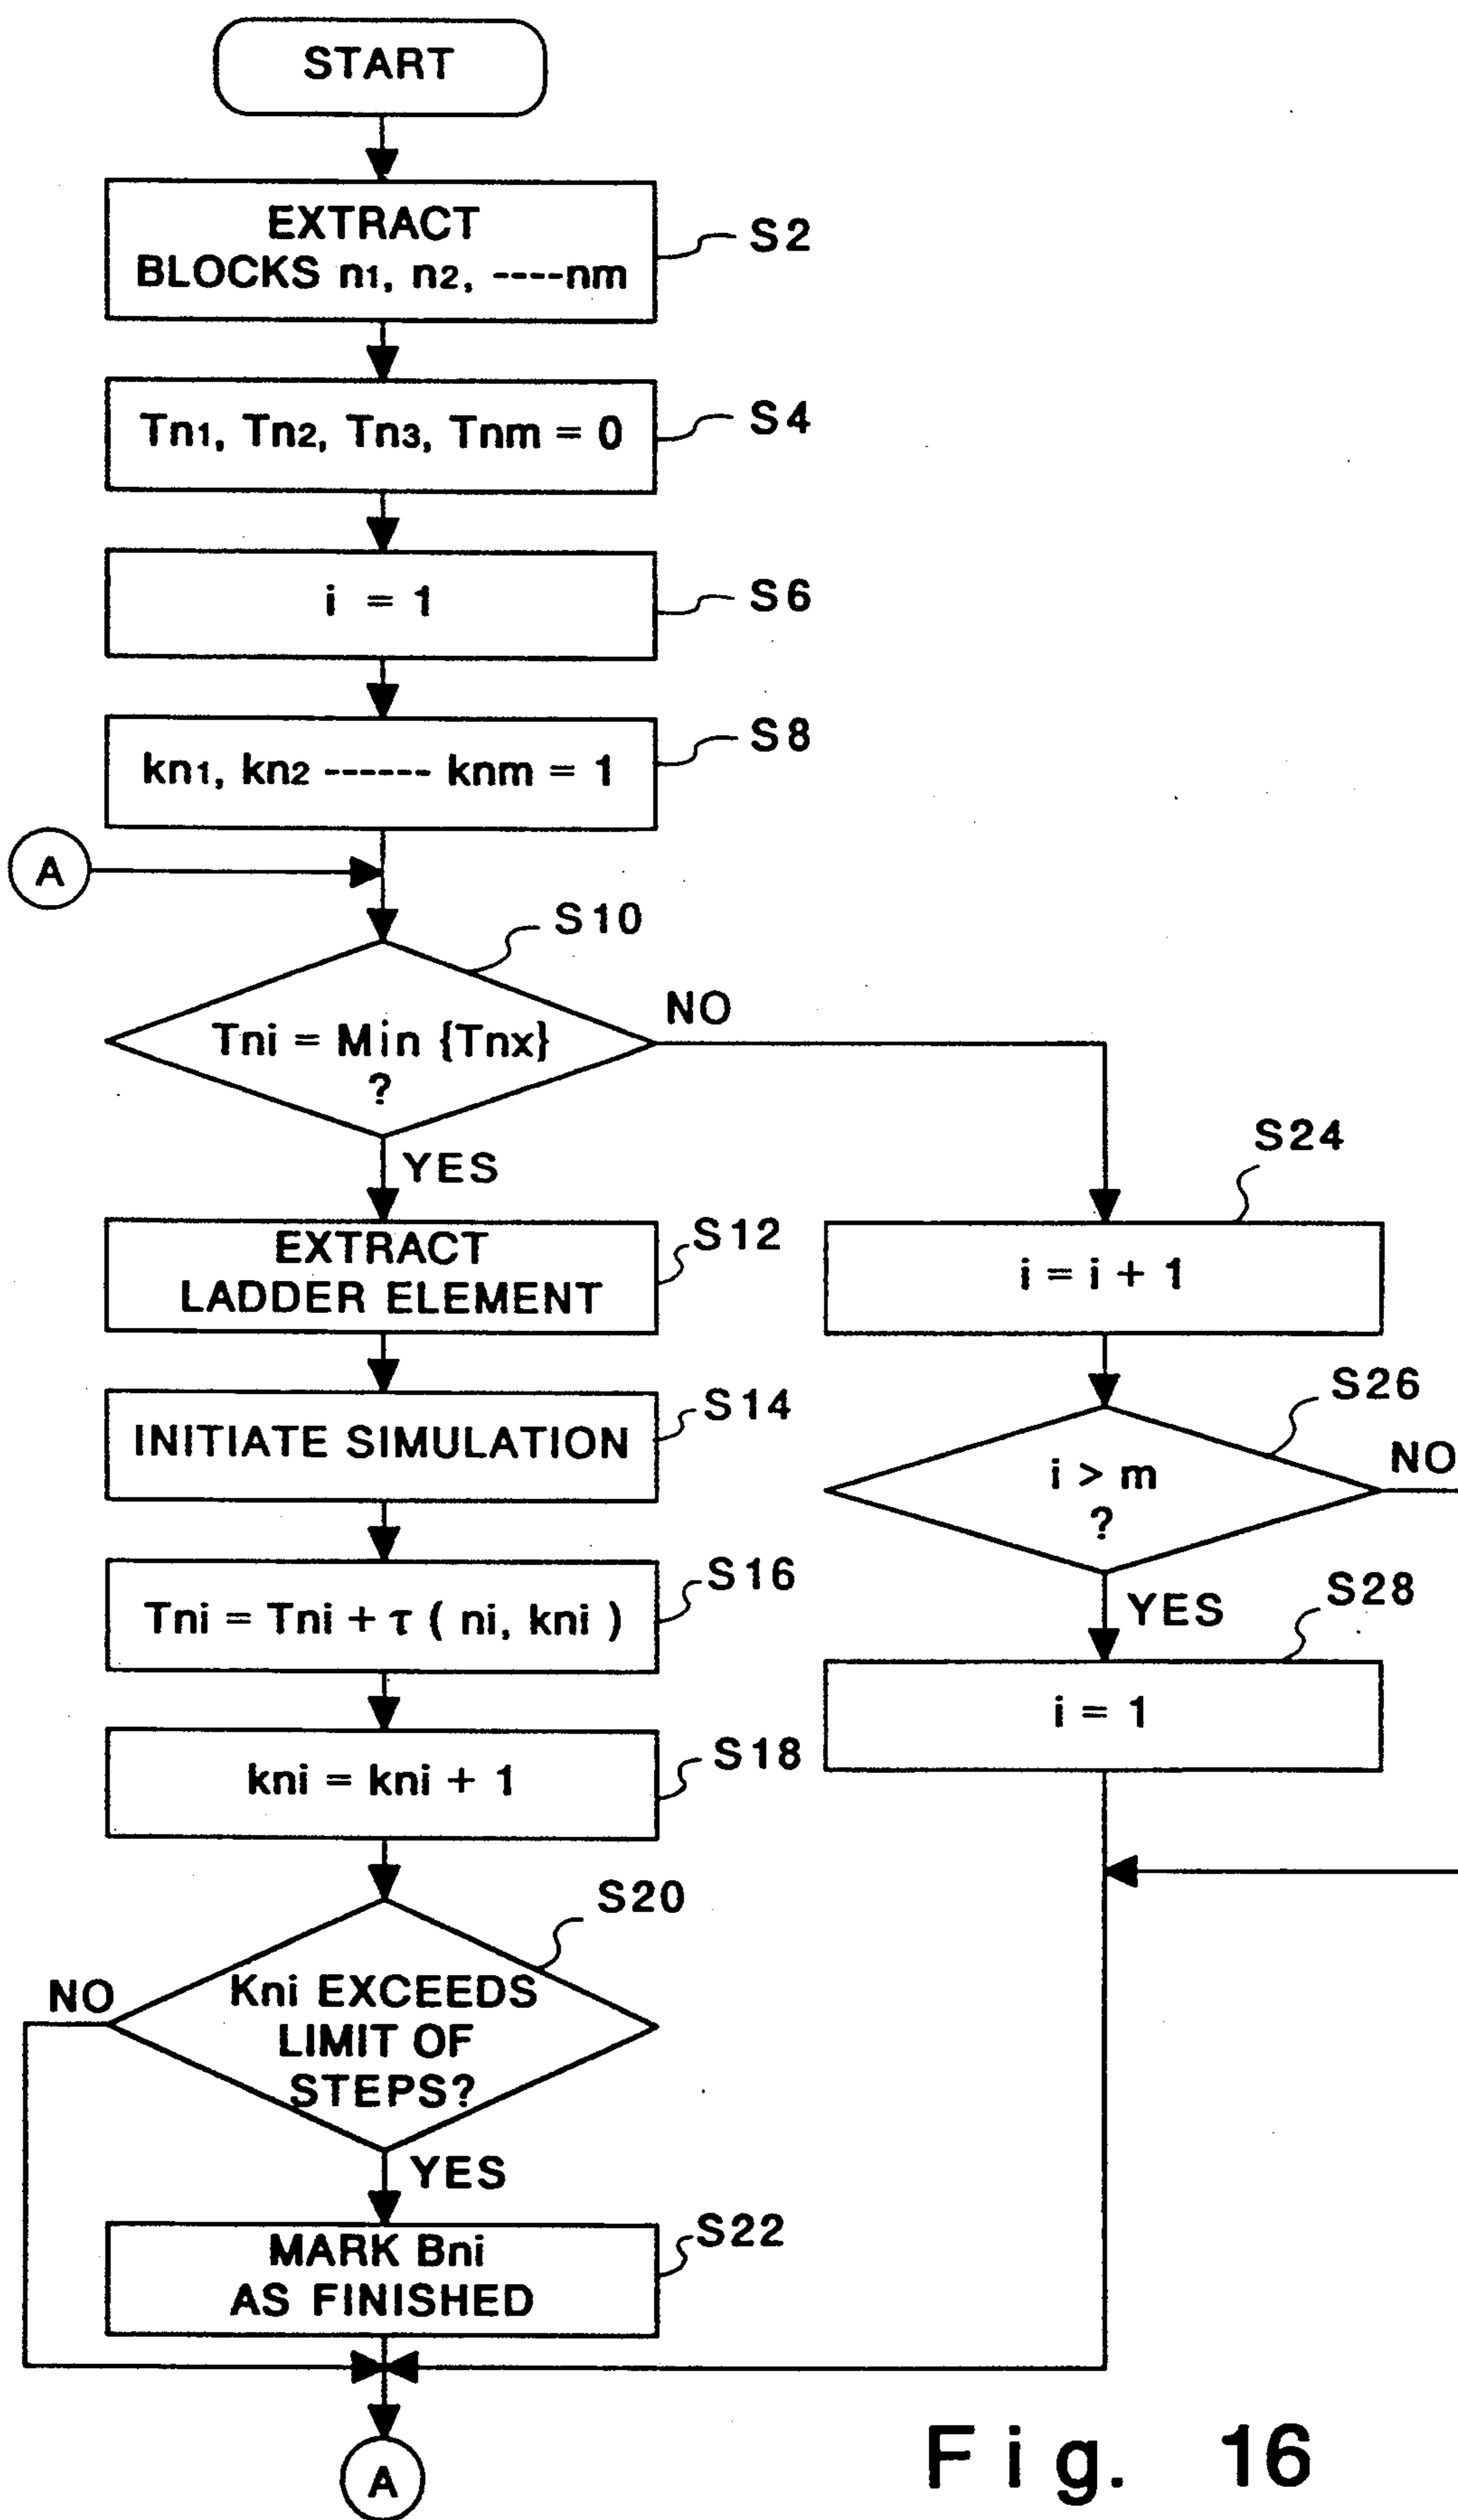 START
EXTRACT
BLOCKS n1, n2, ----nm
S2
Tn1, Tn2, Tn3, Tnm = 0
S4
i = 1
S6
kn1, kn2 ------ knm = 1
S8
A
S10
Tni = Min {Tnx}
?
NO
YES
EXTRACT
LADDER ELEMENT
S12
INITIATE SIMULATION
S14
Tni = Tni + τ ( ni, kni )
S16
kni = kni + 1
S18
S20
Kni EXCEEDS
LIMIT OF
STEPS?
NO
YES
MARK Bni
AS FINISHED
S22
A
S24
i = i + 1
S26
i > m
?
NO
YES
S28
i = 1
Fig. 16